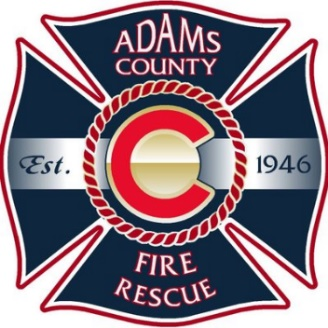 ADAMS
COUNTY
Est. 1946
C
FIRE
RESCUE